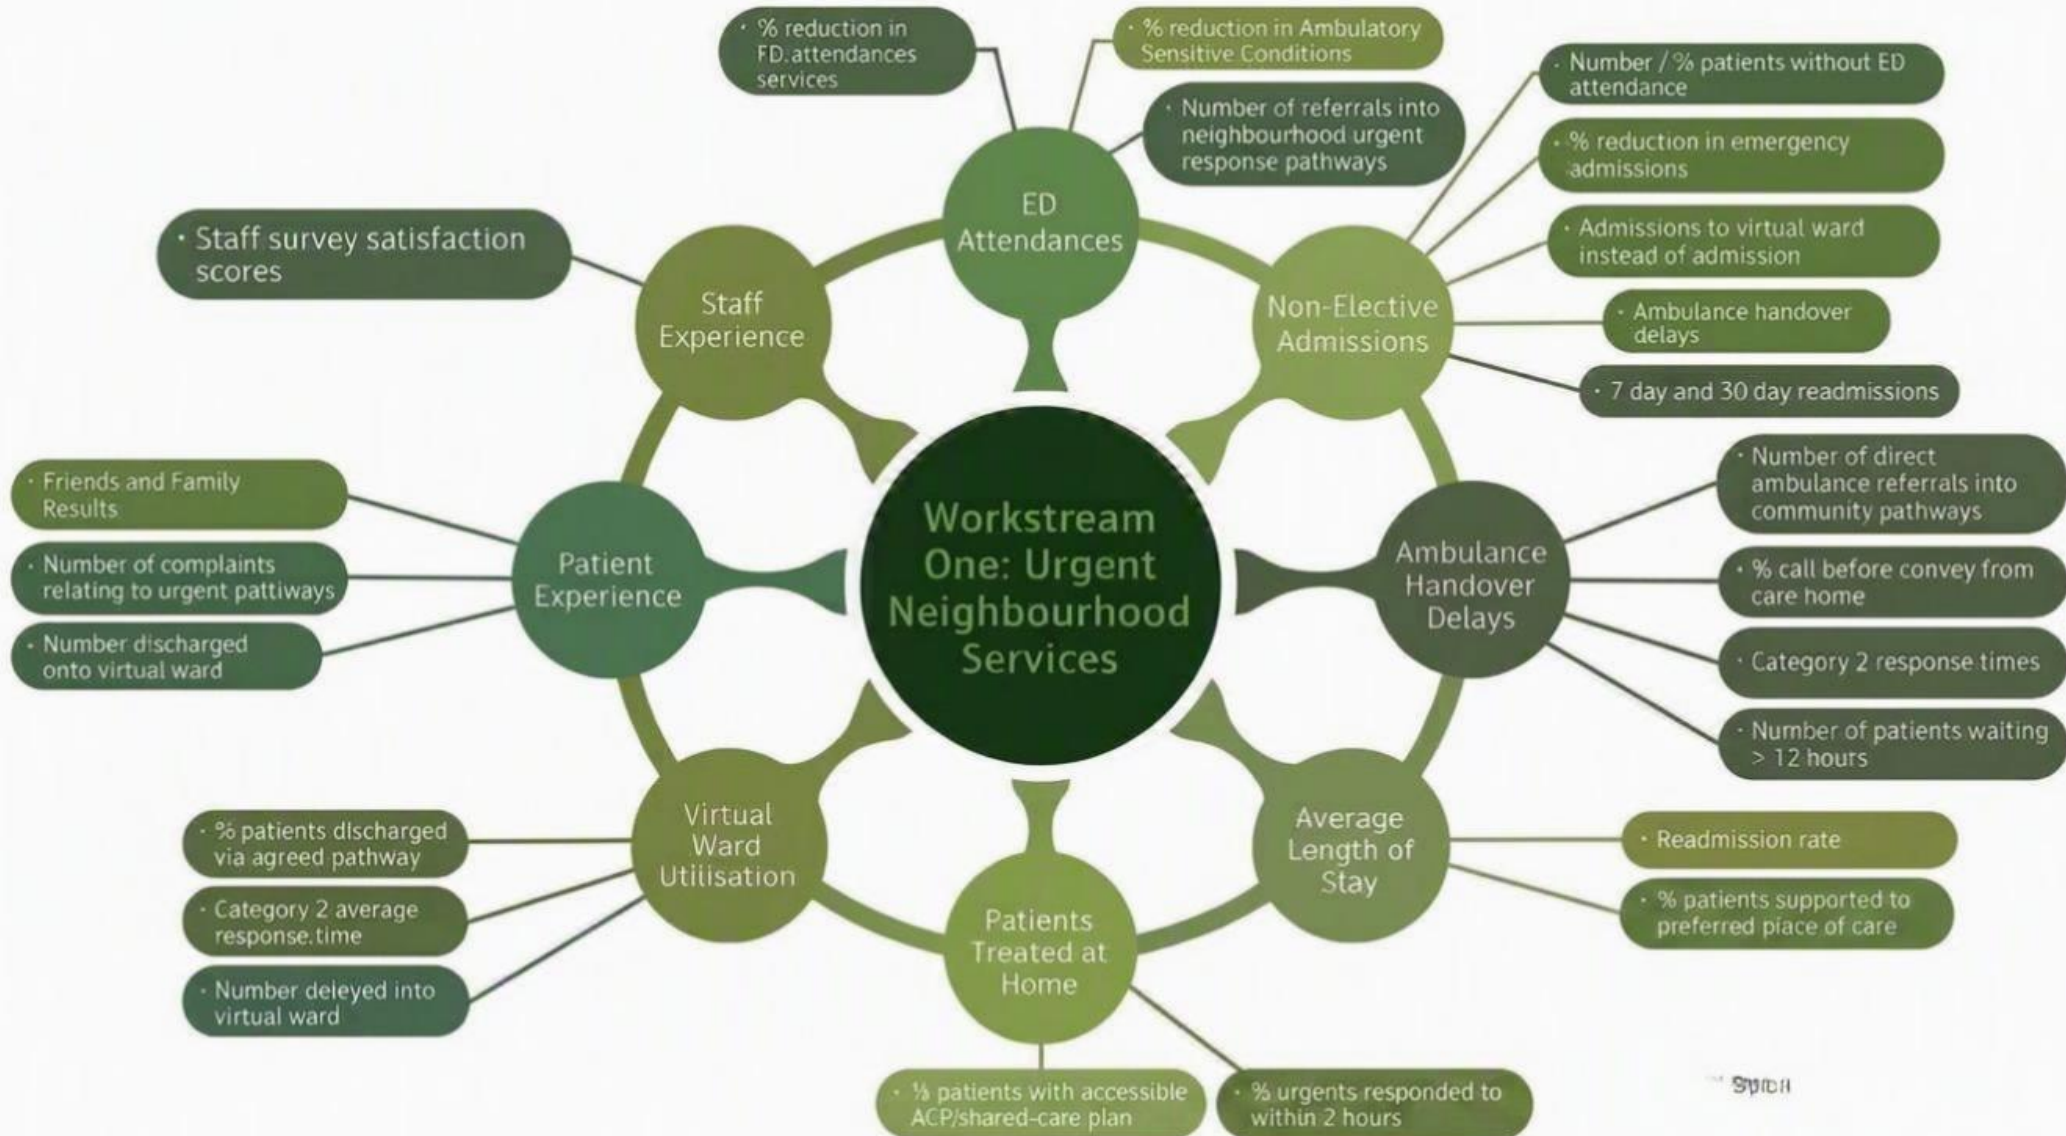 · % reduction in
FD.attendances
services
· % reduction in Ambulatory
Sensitive Conditions
· Number of referrals into
neighbourhood urgent
response pathways
ED
Attendances
· Number / % patients without ED
attendance
· % reduction in emergency
admissions
· Admissions to virtual ward
instead of admission
· Ambulance handover
delays
· 7 day and 30 day readmissions
Non-Elective
Admissions
· Staff survey satisfaction
scores
Staff
Experience
· Friends and Family
Results
· Number of complaints
relating to urgent pattiways
· Number discharged
onto virtual ward
Patient
Experience
Workstream
One: Urgent
Neighbourhood
Services
Ambulance
Handover
Delays
· Number of direct
ambulance referrals into
community pathways
· % call before convey from
care home
· Category 2 response times
· Number of patients waiting
> 12 hours
· % patients discharged
via agreed pathway
· Category 2 average
response.time
· Number deleyed into
virtual ward
Virtual
Ward
Utilisation
Average
Length of
Stay
· Readmission rate
· % patients supported to
preferred piace of care
Patients
Treated at
Home
· ⅓ patients with accessible
ACP/shared-care plan
· % urgents responded to
within 2 hours